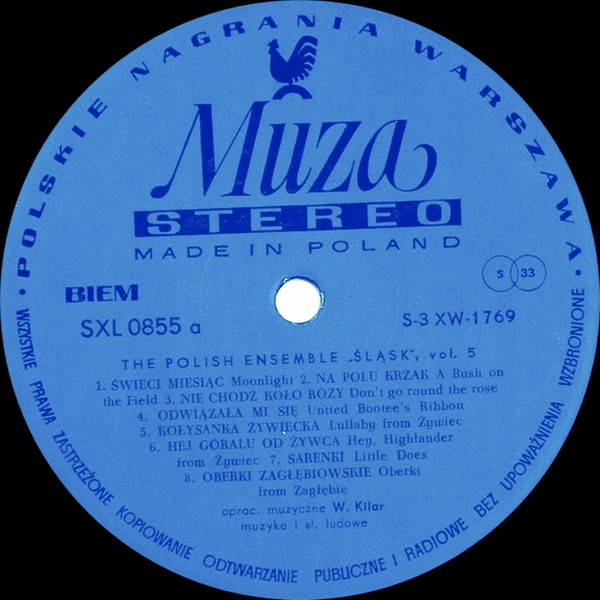 • POLSKIE NAGRANIA WARSZAWA •
Muza
STEREO
MADE IN POLAND
S 33
BIEM
SXL 0855 a
S-3 XW-1769
THE POLISH ENSEMBLE „ŚLĄSK", vol. 5
1. ŚWIECI MIESIĄC Moonlight 2. NA POLU KRZAK A Bush on
the Field 3. NIE CHODŹ KOŁO RÓŻY Don't go round the rose
4. ODWIĄZAŁA MI SIĘ Untied Bootee's Ribbon
5. KOŁYSANKA ŻYWIECKA Lullaby from Żywiec
6. HEJ GÓRALU OD ŻYWCA Hey, Highlander
from Żywiec 7. SARENKI Little Does
8. OBERKI ZAGŁĘBIOWSKIE Oberki
from Zagłębie
oprac. muzyczne W. Kilar
muzyka i sł. ludowe
WSZYSTKIE PRAWA ZASTRZEŻONE KOPIOWANIE ODTWARZANIE PUBLICZNE I RADIOWE BEZ UPOWAŻNIENIA WZBRONIONE